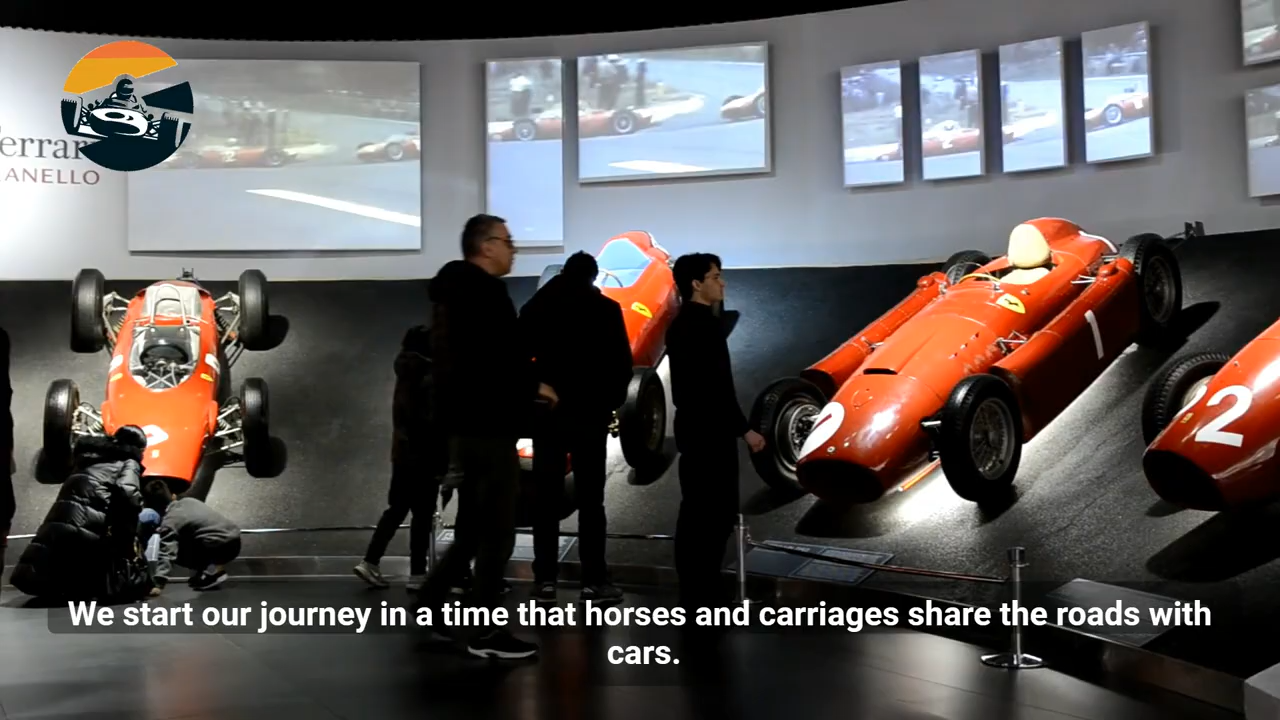 errar
ANELLO
1
2
We start our journey in a time that horses and carriages share the roads with
cars.